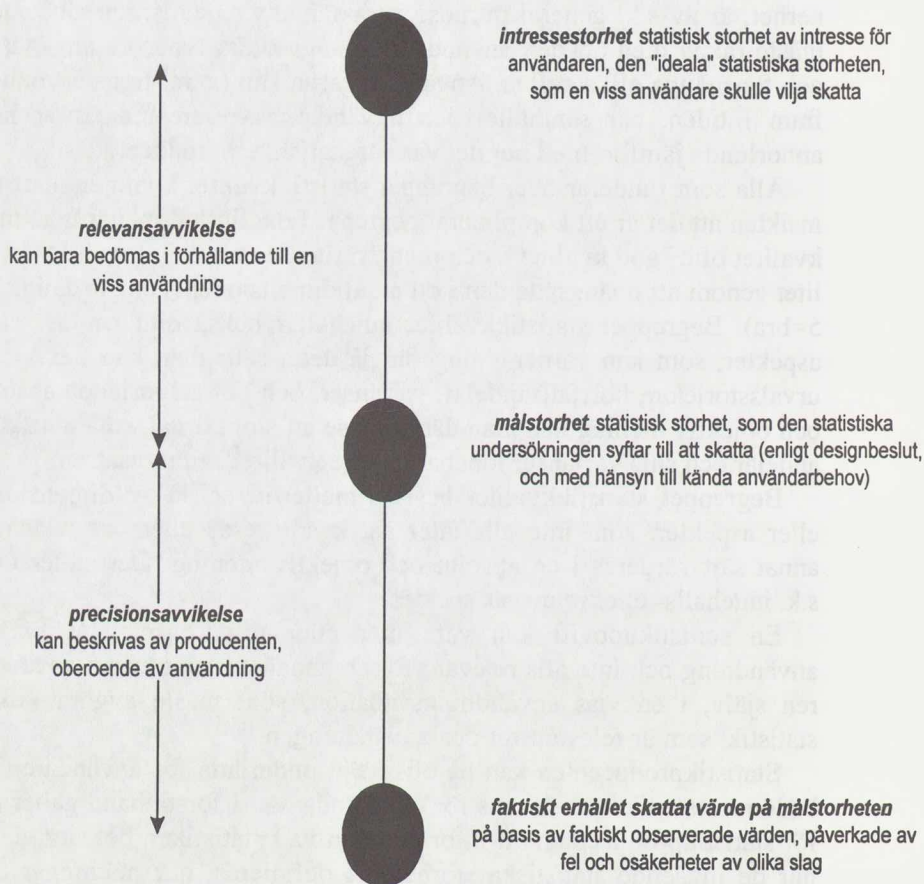 intressestorhet statistisk storhet av intresse för
användaren, den "ideala" statistiska storheten,
som en viss användare skulle vilja skatta
relevansavvikelse
kan bara bedömas i förhållande till en
viss användning
målstorhet statistisk storhet, som den statistiska
undersökningen syftar till att skatta (enligt designbeslut,
och med hänsyn till kända användarbehov)
precisionsavvikelse
kan beskrivas av producenten,
oberoende av användning
faktiskt erhållet skattat värde på målstorheten
på basis av faktiskt observerade värden, påverkade av
fel och osäkerheter av olika slag